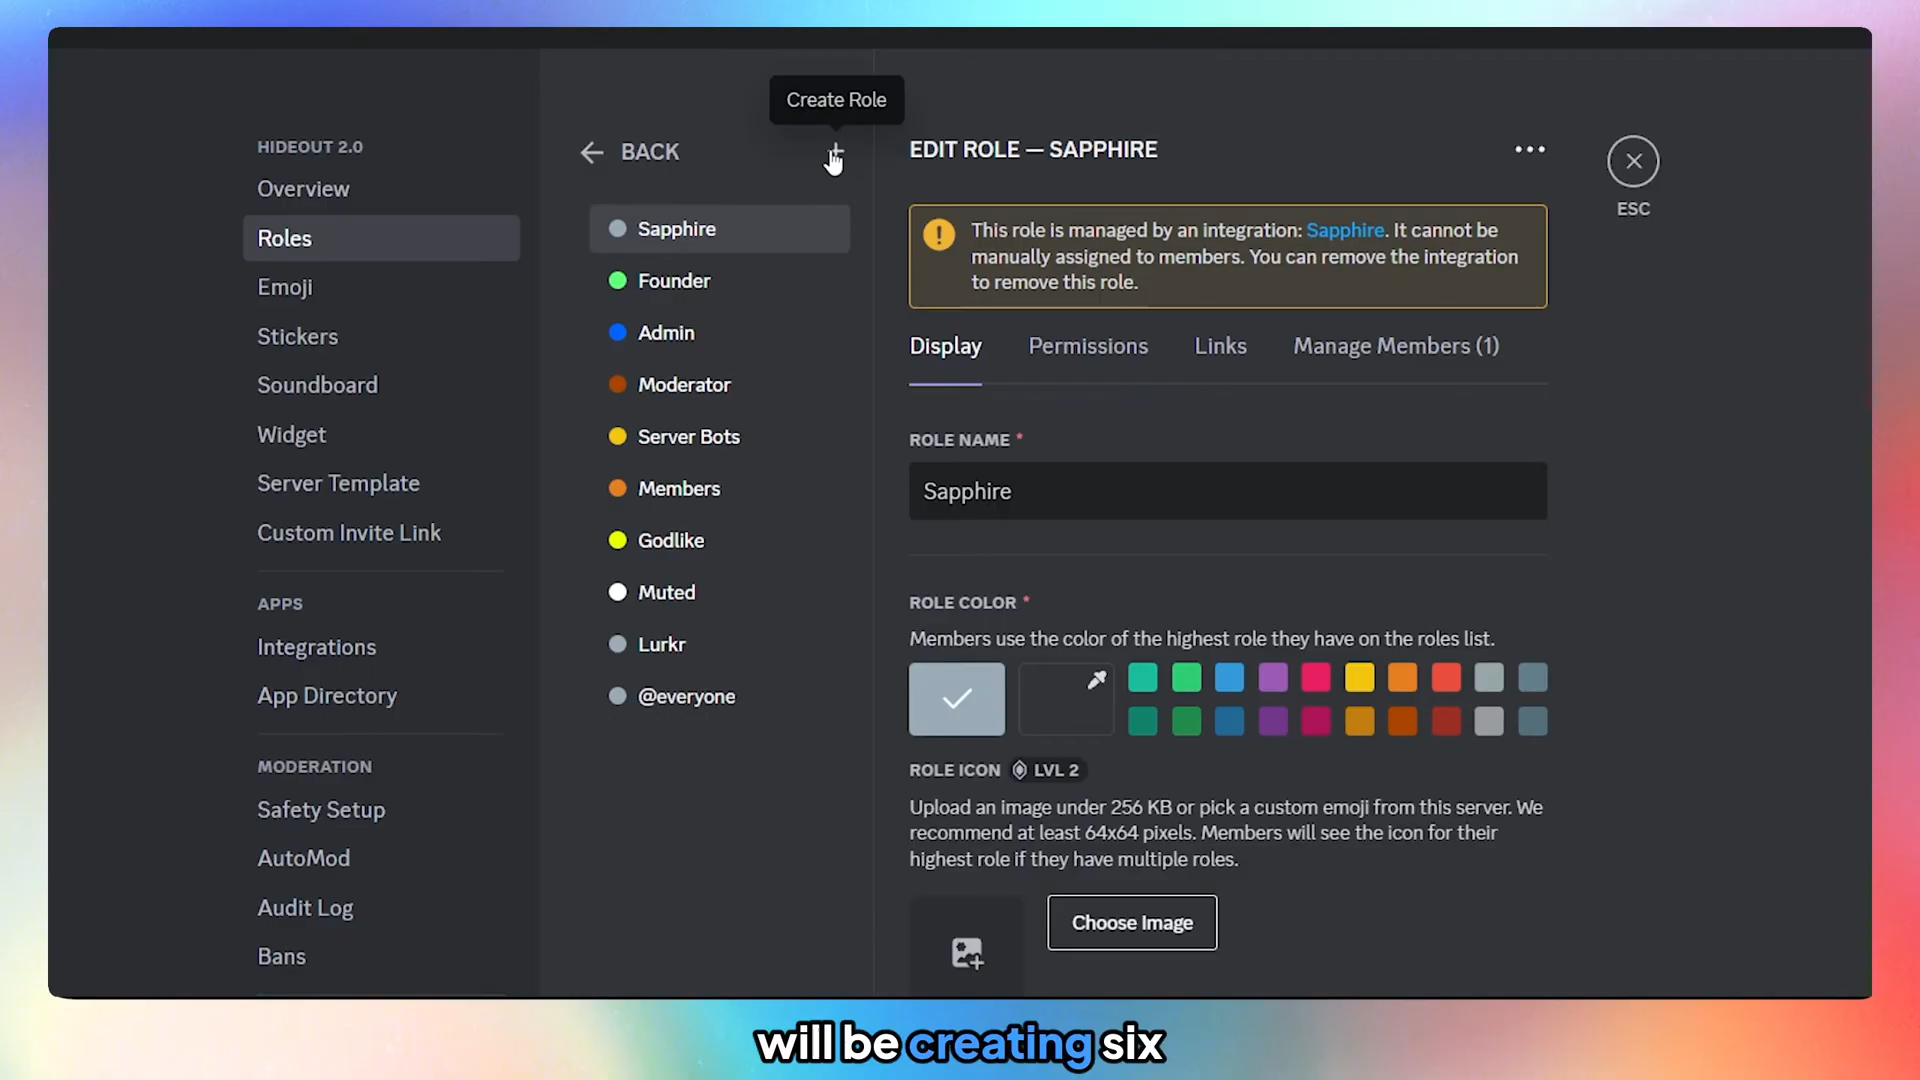 Create Role
HIDEOUT 2.0
Overview
Roles
Emoji
Stickers
Soundboard
Widget
Server Template
Custom Invite Link
APPS
Integrations
App Directory
MODERATION
Safety Setup
AutoMod
Audit Log
Bans
BACK
Sapphire
Founder
Admin
Moderator
Server Bots
Members
Godlike
Muted
Lurkr
@everyone
EDIT ROLE — SAPPHIRE
ESC
This role is managed by an integration: Sapphire. It cannot be
manually assigned to members. You can remove the integration
to remove this role.
Display Permissions Links Manage Members (1)
ROLE NAME *
Sapphire
ROLE COLOR *
Members use the color of the highest role they have on the roles list.
ROLE ICON LVL 2
Upload an image under 256 KB or pick a custom emoji from this server. We
recommend at least 64x64 pixels. Members will see the icon for their
highest role if they have multiple roles.
Choose Image
will be creating six